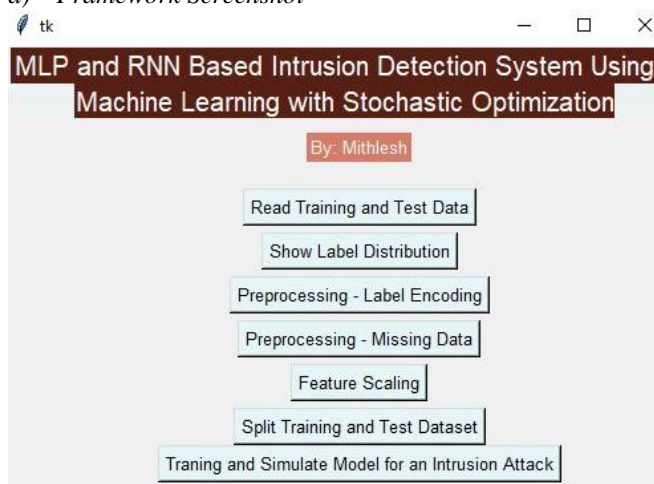 a) Framework Screenshot
tk
MLP and RNN Based Intrusion Detection System Using
Machine Learning with Stochastic Optimization
By: Mithlesh
Read Training and Test Data
Show Label Distribution
Preprocessing - Label Encoding
Preprocessing - Missing Data
Feature Scaling
Split Training and Test Dataset
Traning and Simulate Model for an Intrusion Attack